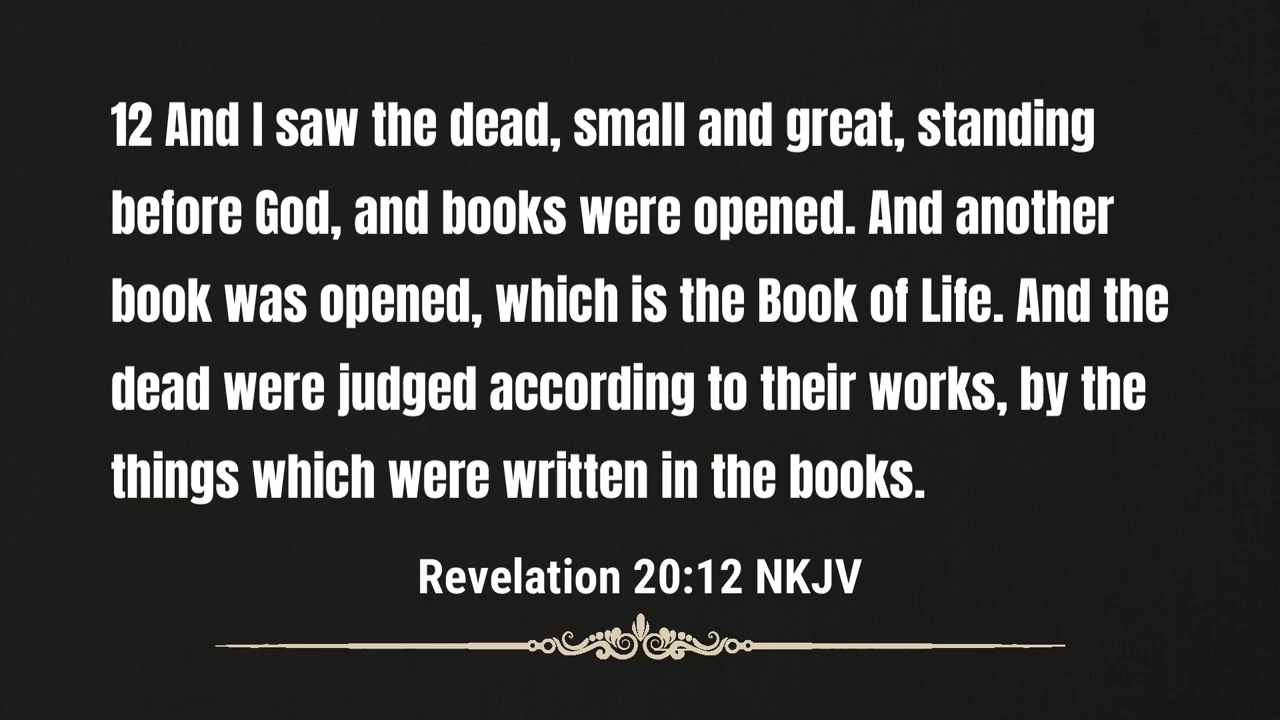 12 And I saw the dead, small and great, standing
before God, and books were opened. And another
book was opened, which is the Book of Life. And the
dead were judged according to their works, by the
things which were written in the books.
Revelation 20:12 NKJV